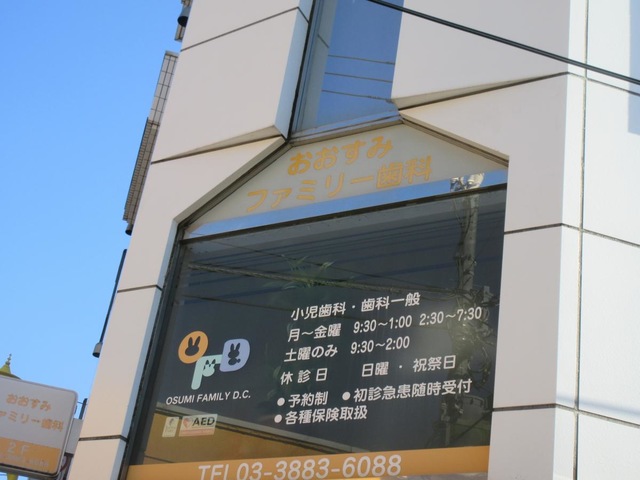 おおすみ
ファミリー歯科
小児歯科・歯科一般
月～金曜 9:30～1:00 2:30～7:30
土曜のみ 9:30～2:00
休診日 日曜・祝祭日
●予約制 ●初診急患随時受付
●各種保険取扱
OSUMI FAMILY D.C.
AED
TEL 03-3883-6088
おおすみ
ファミリー歯科
2F